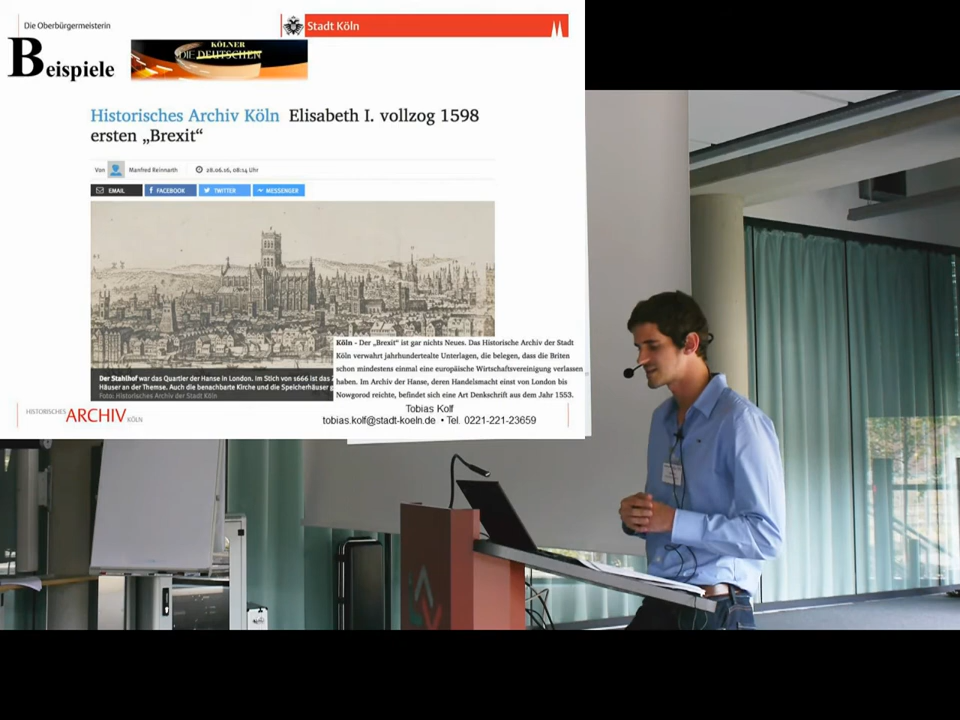 Die Oberbürgermeisterin
Stadt Köln
Beispiele
KÖLNER
DIE DEUTSCHEN
Historisches Archiv Köln Elisabeth I. vollzog 1598
ersten „Brexit“
Von Manfred Reinnarth 28.06.16, 08:14 Uhr
EMAIL FACEBOOK TWITTER MESSENGER
Der Stahlhof war das Quartier der Hanse in London. Im Stich von 1666 ist das
Häuser an der Themse. Auch die benachbarte Kirche und die Speicherhäuser
Foto: Historisches Archiv der Stadt Köln
Köln - Der „Brexit“ ist gar nichts Neues. Das Historische Archiv der Stadt
Köln verwahrt jahrhundertealte Unterlagen, die belegen, dass die Briten
schon mindestens einmal eine europäische Wirtschaftsvereinigung verlassen
haben. Im Archiv der Hanse, deren Handelsmacht einst von London bis
Nowgorod reichte, befindet sich eine Art Denkschrift aus dem Jahr 1553.
HISTORISCHES ARCHIV KÖLN
Tobias Kolf
tobias.kolf@stadt-koeln.de • Tel. 0221-221-23659